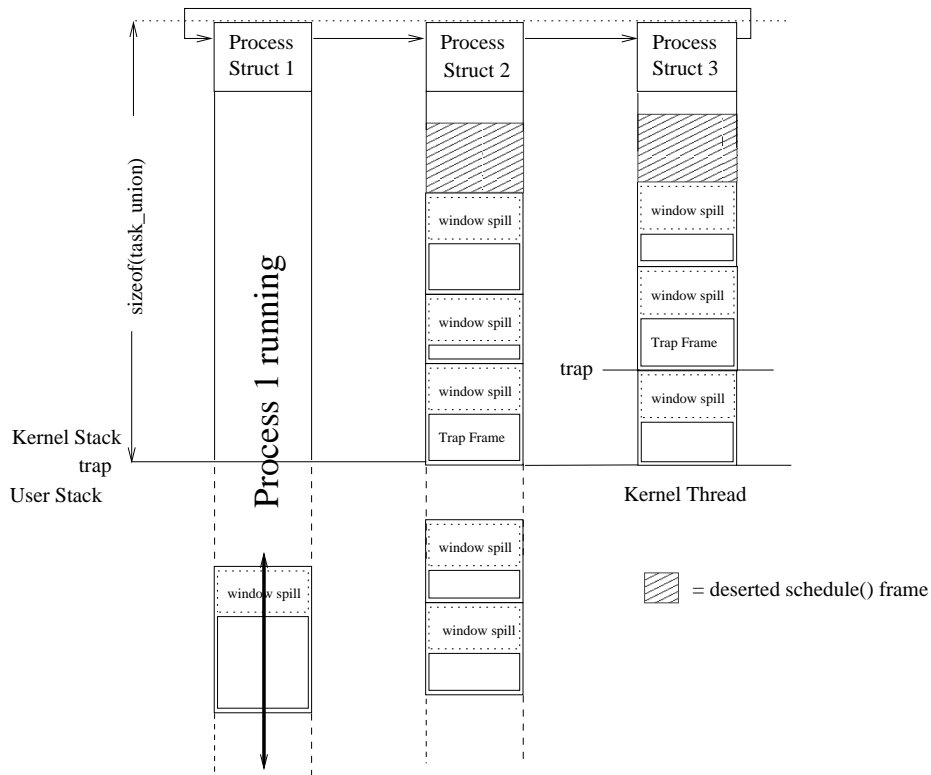 Process
Struct 1
Process
Struct 2
Process
Struct 3
sizeof(task_union)
Process 1 running
window spill
window spill
window spill
Trap Frame
window spill
window spill
Trap Frame
trap
window spill
Kernel Stack
trap
User Stack
Kernel Thread
window spill
window spill
window spill
= deserted schedule() frame